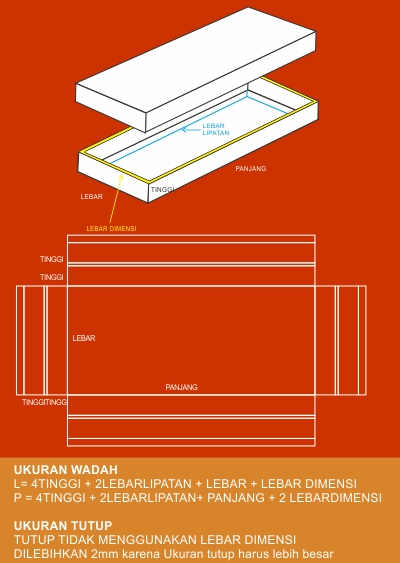 LEBAR
LIPATAN
PANJANG
TINGGI
LEBAR
LEBAR DIMENSI
TINGGI
TINGGI
LEBAR
PANJANG
TINGGITINGG
UKURAN WADAH
L= 4TINGGI + 2LEBARLIPATAN + LEBAR + LEBAR DIMENSI
P = 4TINGGI + 2LEBARLIPATAN+ PANJANG + 2 LEBARDIMENSI
UKURAN TUTUP
TUTUP TIDAK MENGGUNAKAN LEBAR DIMENSI
DILEBIHKAN 2mm karena Ukuran tutup harus lebih besar